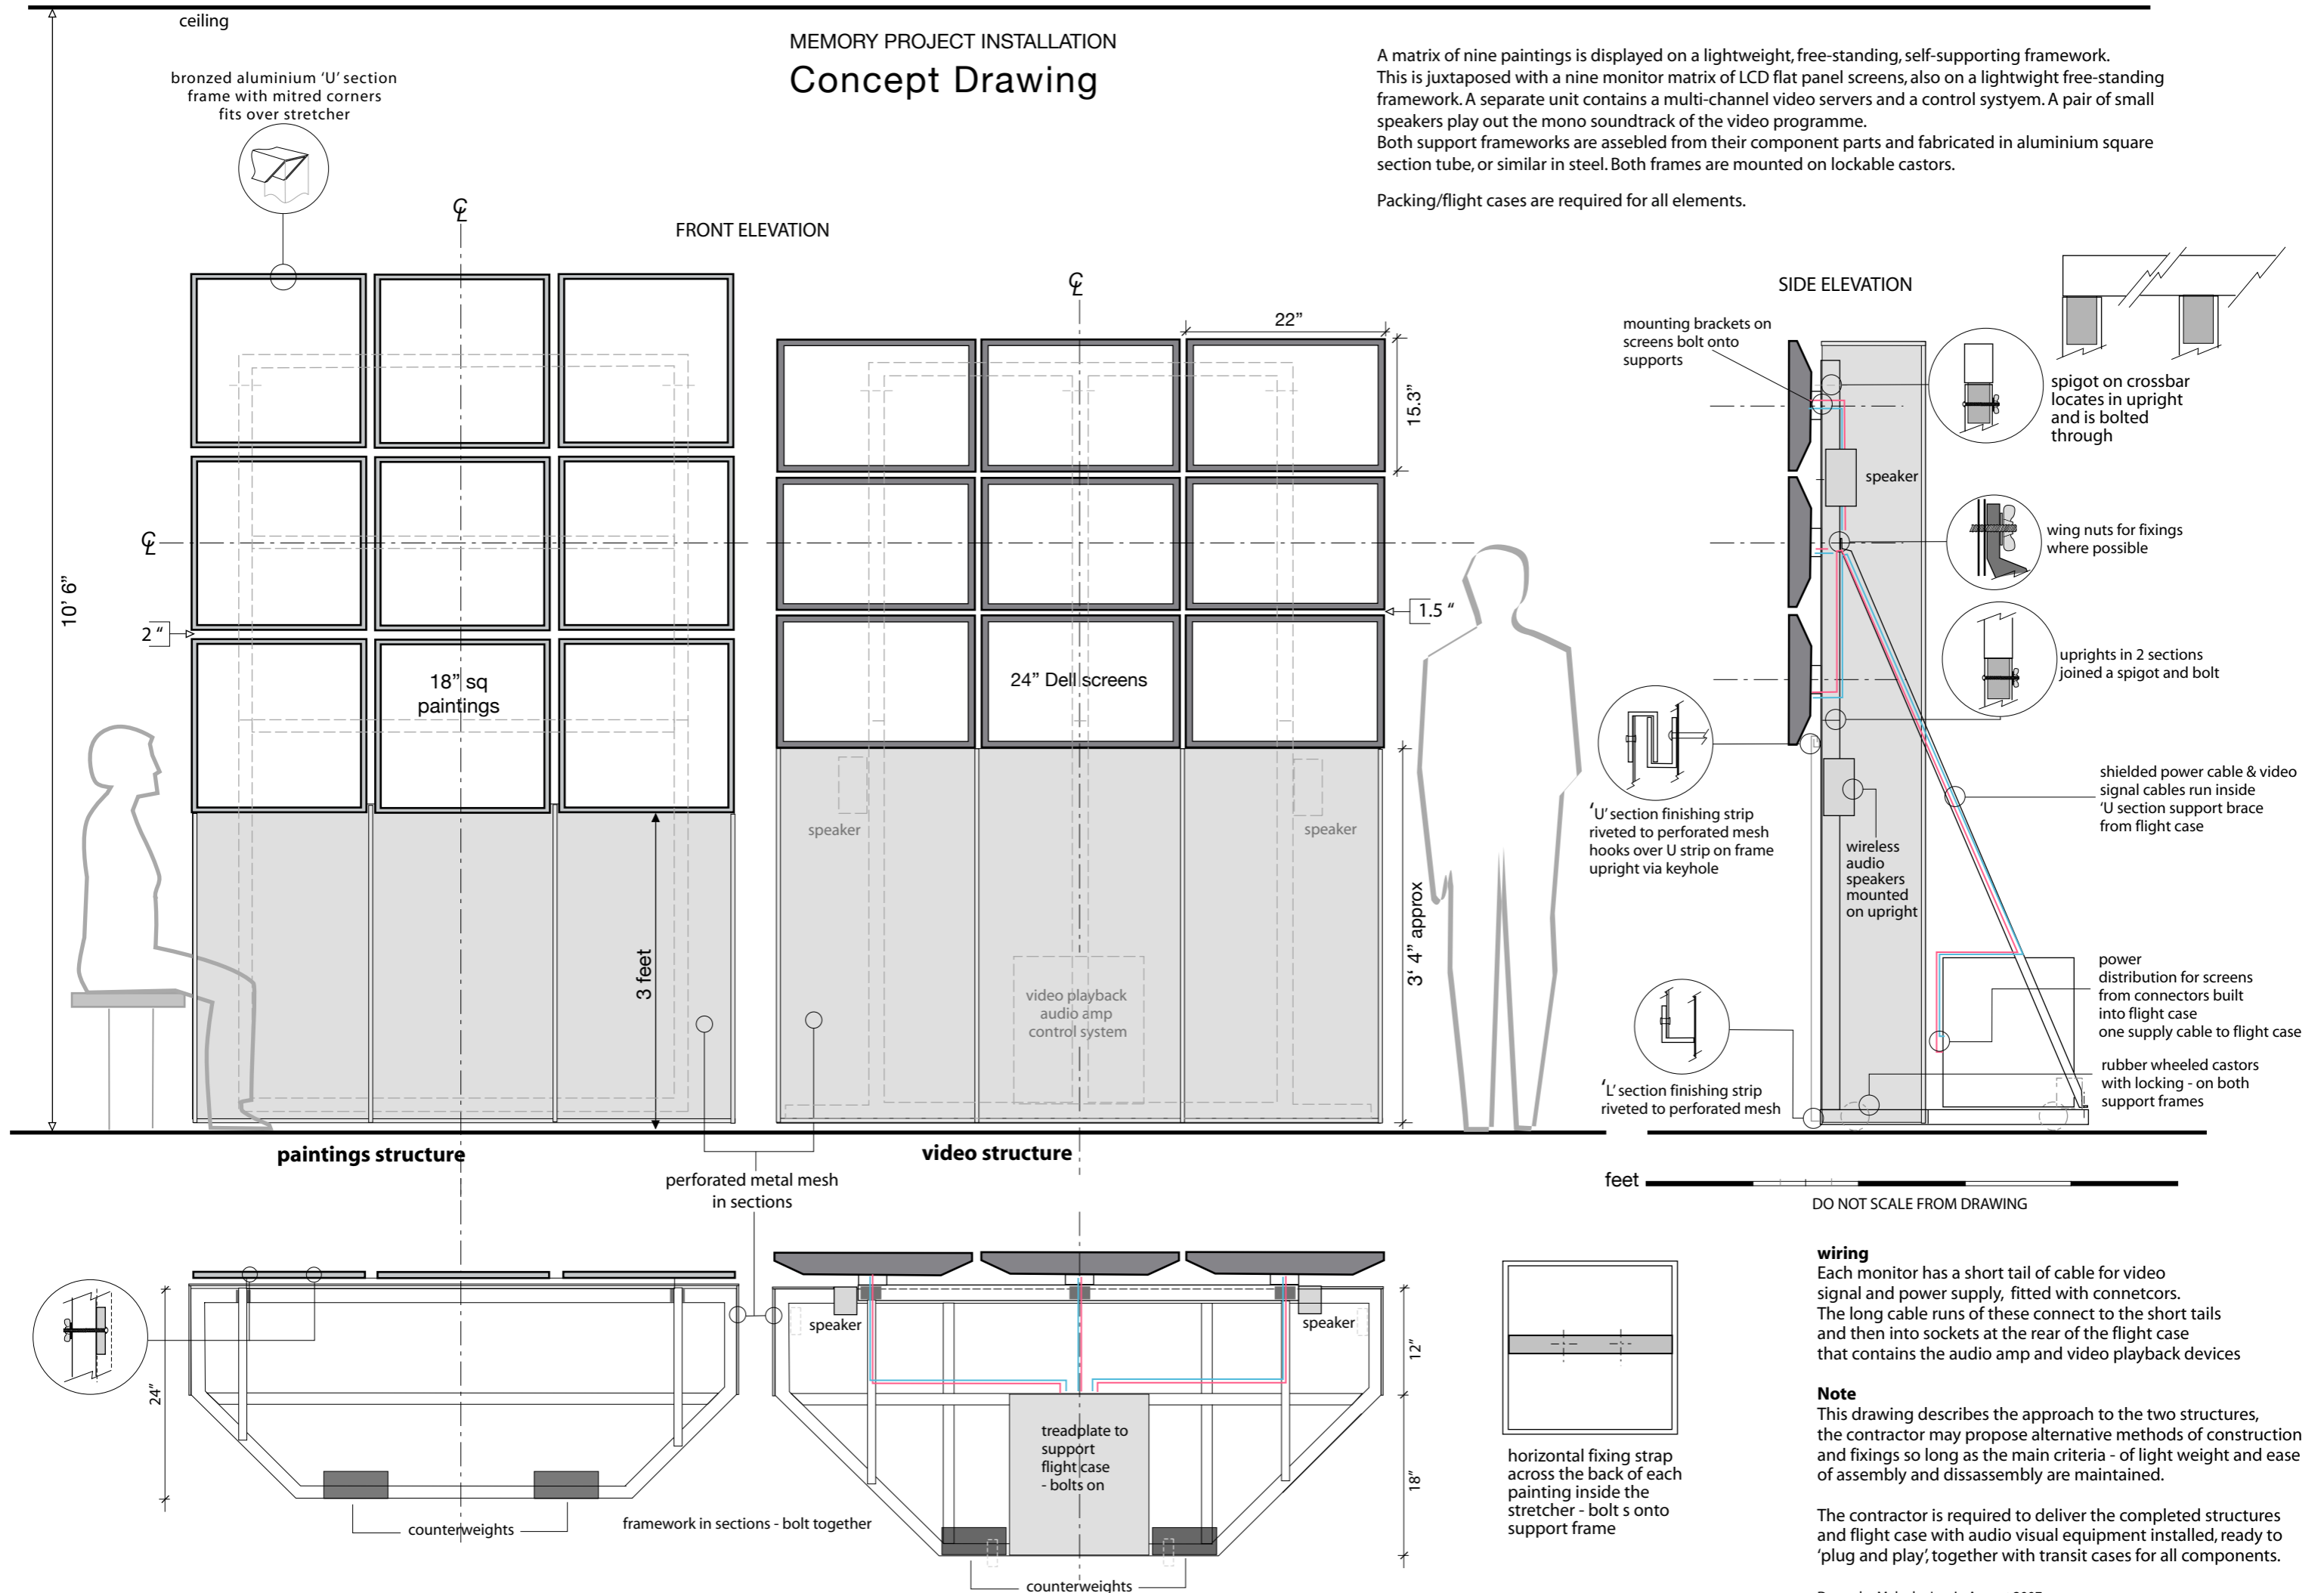 ceiling
bronzed aluminium ‘U’ section
frame with mitred corners
fits over stretcher
MEMORY PROJECT INSTALLATION
Concept Drawing
A matrix of nine paintings is displayed on a lightweight, free-standing, self-supporting framework.
This is juxtaposed with a nine monitor matrix of LCD flat panel screens, also on a lightwight free-standing
framework. A separate unit contains a multi-channel video servers and a control systyem. A pair of small
speakers play out the mono soundtrack of the video programme.
Both support frameworks are assebled from their component parts and fabricated in aluminium square
section tube, or similar in steel. Both frames are mounted on lockable castors.
Packing/flight cases are required for all elements.
FRONT ELEVATION
℄
℄
℄
10’ 6”
2 “
18” sq
paintings
3 feet
22”
15.3”
1.5 “
24” Dell screens
speaker
speaker
video playback
audio amp
control system
3‘ 4” approx
SIDE ELEVATION
mounting brackets on
screens bolt onto
supports
spigot on crossbar
locates in upright
and is bolted
through
speaker
wing nuts for fixings
where possible
uprights in 2 sections
joined a spigot and bolt
‘U’ section finishing strip
riveted to perforated mesh
hooks over U strip on frame
upright via keyhole
shielded power cable & video
signal cables run inside
‘U section support brace
from flight case
wireless
audio
speakers
mounted
on upright
power
distribution for screens
from connectors built
into flight case
one supply cable to flight case
‘L’ section finishing strip
riveted to perforated mesh
rubber wheeled castors
with locking - on both
support frames
paintings structure
video structure
perforated metal mesh
in sections
feet
DO NOT SCALE FROM DRAWING
24”
counterweights
framework in sections - bolt together
speaker
speaker
treadplate to
support
flight case
- bolts on
12”
18”
counterweights
horizontal fixing strap
across the back of each
painting inside the
stretcher - bolt s onto
support frame
wiring
Each monitor has a short tail of cable for video
signal and power supply, fitted with connetcors.
The long cable runs of these connect to the short tails
and then into sockets at the rear of the flight case
that contains the audio amp and video playback devices
Note
This drawing describes the approach to the two structures,
the contractor may propose alternative methods of construction
and fixings so long as the main criteria - of light weight and ease
of assembly and dissassembly are maintained.
The contractor is required to deliver the completed structures
and flight case with audio visual equipment installed, ready to
‘plug and play’, together with transit cases for all components.